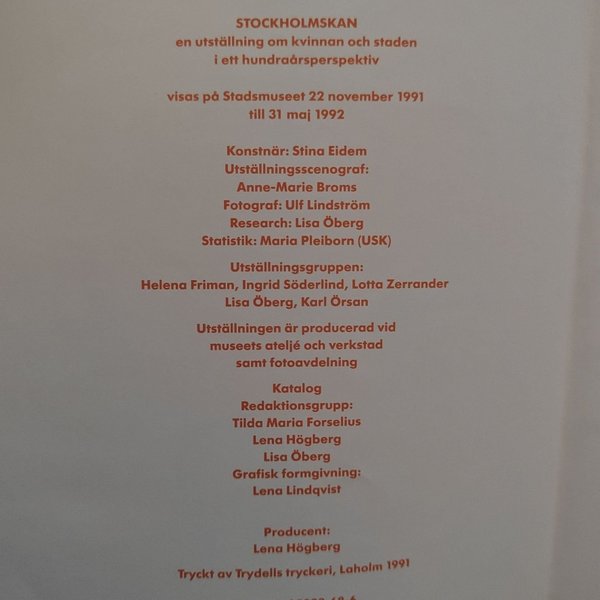 STOCKHOLMSKAN
en utställning om kvinnan och staden
i ett hundraårsperspektiv
visas på Stadsmuseet 22 november 1991
till 31 maj 1992
Konstnär: Stina Eidem
Utställningsscenograf:
Anne-Marie Broms
Fotograf: Ulf Lindström
Research: Lisa Öberg
Statistik: Maria Pleiborn (USK)
Utställningsgruppen:
Helena Friman, Ingrid Söderlind, Lotta Zerrander
Lisa Öberg, Karl Örsan
Utställningen är producerad vid
museets ateljé och verkstad
samt fotoavdelning
Katalog
Redaktionsgrupp:
Tilda Maria Forselius
Lena Högberg
Lisa Öberg
Grafisk formgivning:
Lena Lindqvist
Producent:
Lena Högberg
Tryckt av Trydells tryckeri, Laholm 1991